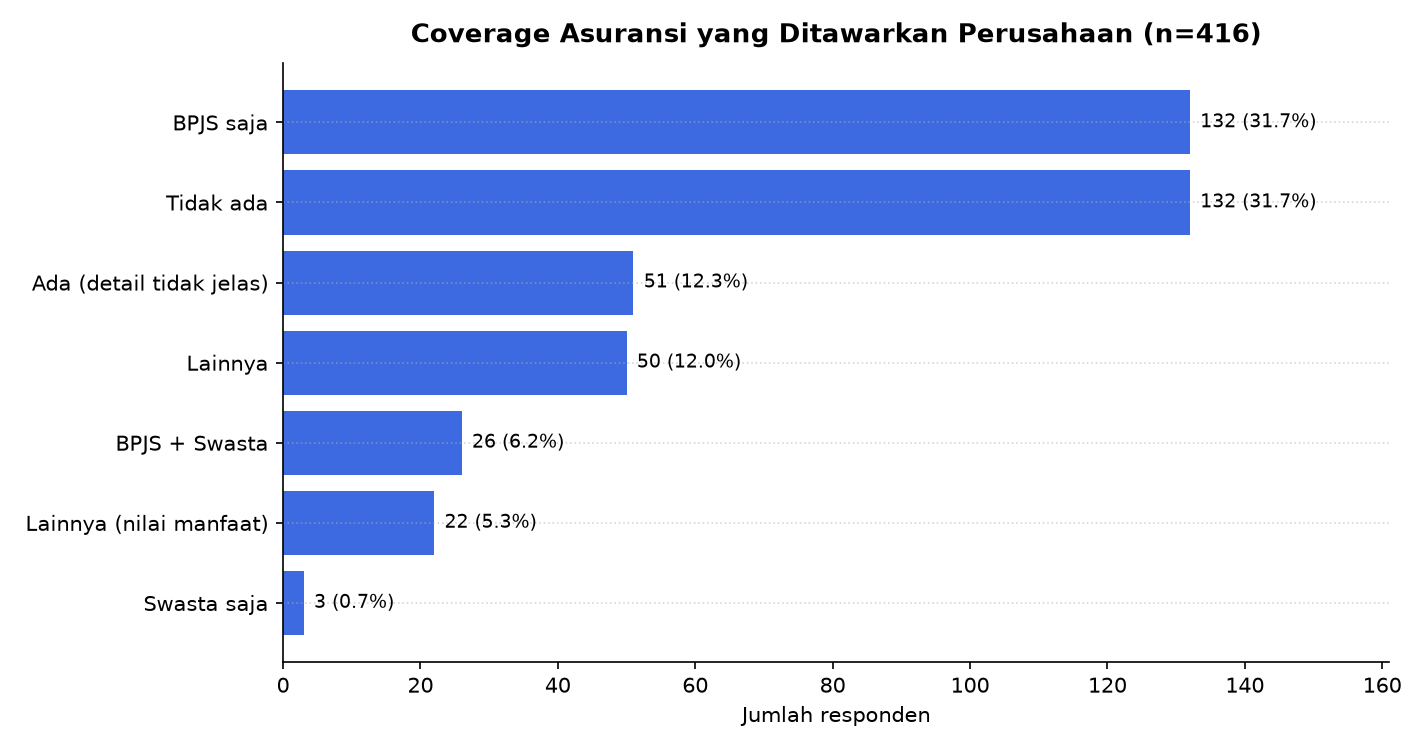 Coverage Asuransi yang Ditawarkan Perusahaan (n=416)
BPJS saja 132 (31.7%)
Tidak ada 132 (31.7%)
Ada (detail tidak jelas) 51 (12.3%)
Lainnya 50 (12.0%)
BPJS + Swasta 26 (6.2%)
Lainnya (nilai manfaat) 22 (5.3%)
Swasta saja 3 (0.7%)
0 20 40 60 80 100 120 140 160
Jumlah responden